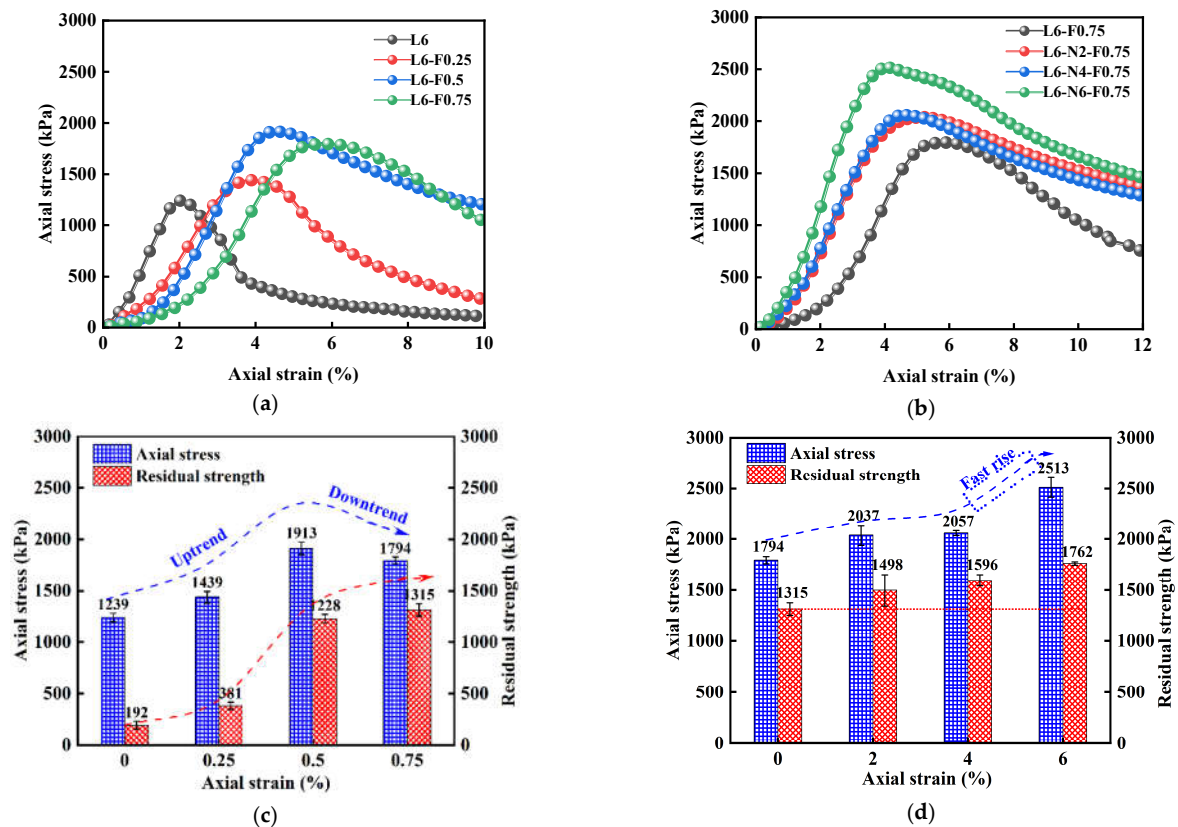 3000
2500
2000
1500
1000
500
0
Axial stress (kPa)
L6
L6-F0.25
L6-F0.5
L6-F0.75
0 2 4 6 8 10
Axial strain (%)
(a)
3000
2500
2000
1500
1000
500
0
Axial stress (kPa)
L6-F0.75
L6-N2-F0.75
L6-N4-F0.75
L6-N6-F0.75
0 2 4 6 8 10 12
Axial strain (%)
(b)
3000
2500
2000
1500
1000
500
0
Axial stress (kPa)
Axial stress
Residual strength
Uptrend
Downtrend
1239
192
1439
381
1913
1228
1794
1315
3000
2500
2000
1500
1000
500
0
Residual strength (kPa)
0 0.25 0.5 0.75
Axial strain (%)
(c)
3000
2500
2000
1500
1000
500
0
Axial stress (kPa)
Axial stress
Residual strength
Fast rise
1794
1315
2037
1498
2057
1596
2513
1762
3000
2500
2000
1500
1000
500
0
Residual strength (kPa)
0 2 4 6
Axial strain (%)
(d)